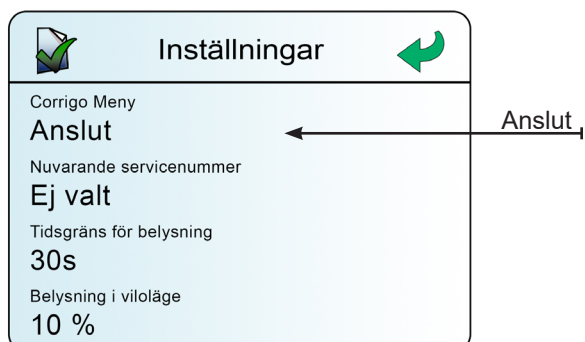 Inställningar
Corrigo Meny
Anslut
Anslut
Nuvarande servicenummer
Ej valt
Tidsgräns för belysning
30s
Belysning i viloläge
10 %